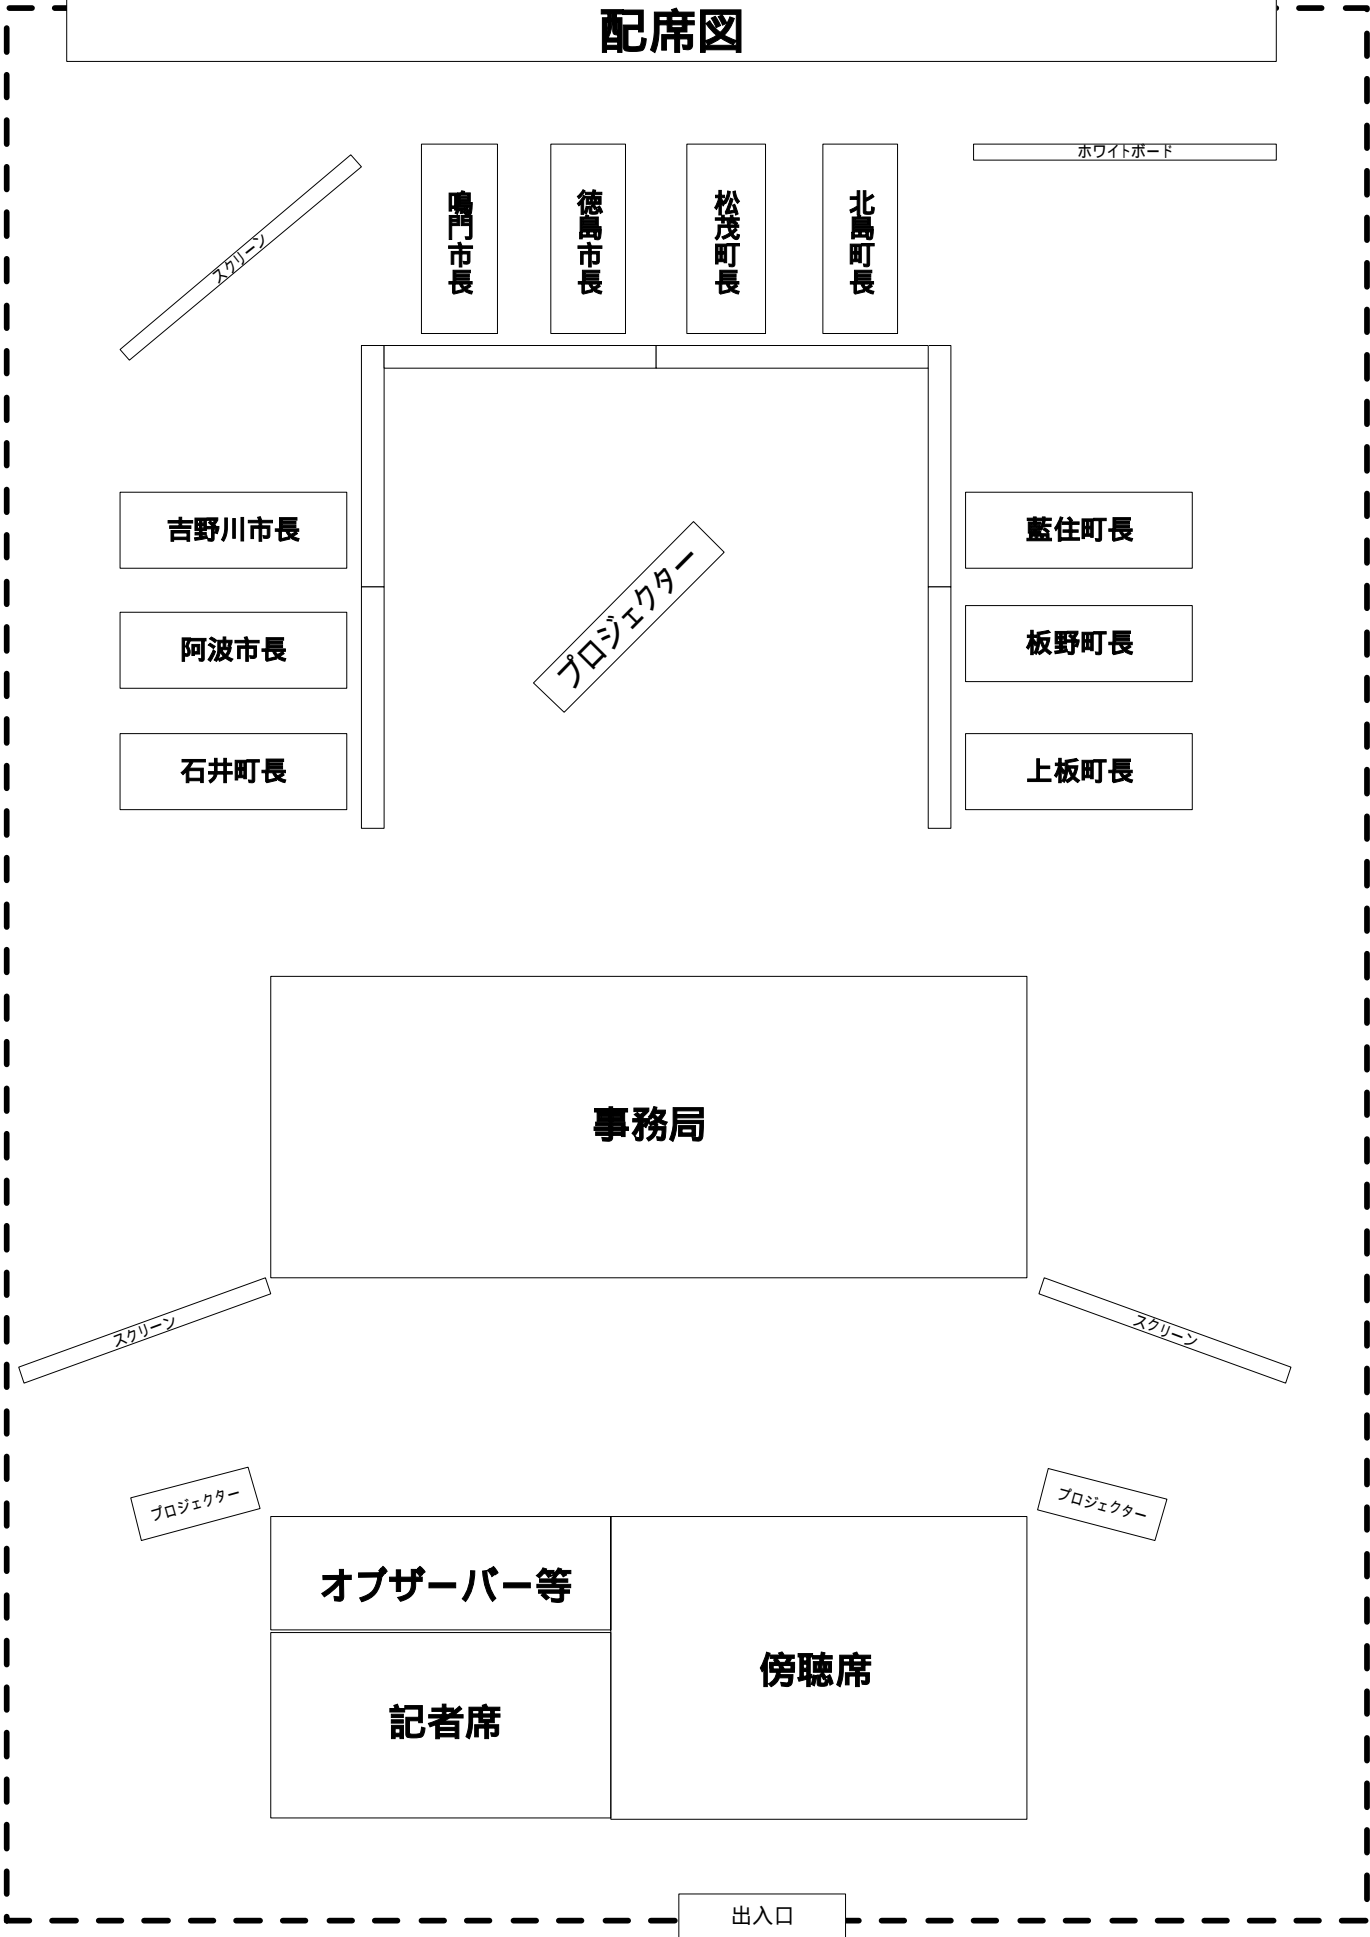 配席図
ホワイトボード
スクリーン
鳴門市長
徳島市長
松茂町長
北島町長
吉野川市長
藍住町長
プロジェクター
阿波市長
板野町長
石井町長
上板町長
事務局
スクリーン
スクリーン
プロジェクター
プロジェクター
オブザーバー等
傍聴席
記者席
出入口